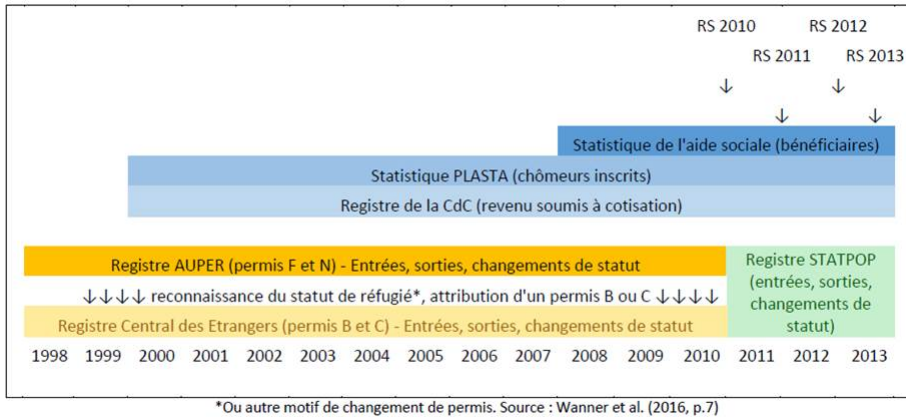 RS 2010
RS 2012
RS 2011
RS 2013
↓ ↓
↓ ↓
Statistique de l'aide sociale (bénéficiaires)
Statistique PLASTA (chômeurs inscrits)
Registre de la CdC (revenu soumis à cotisation)
Registre AUPER (permis F et N) - Entrées, sorties, changements de statut
↓↓↓↓ reconnaissance du statut de réfugié*, attribution d'un permis B ou C ↓↓↓↓
Registre Central des Etrangers (permis B et C) - Entrées, sorties, changements de statut
Registre STATPOP
(entrées, sorties,
changements de
statut)
1998 1999 2000 2001 2002 2003 2004 2005 2006 2007 2008 2009 2010 2011 2012 2013
*Ou autre motif de changement de permis. Source : Wanner et al. (2016, p.7)